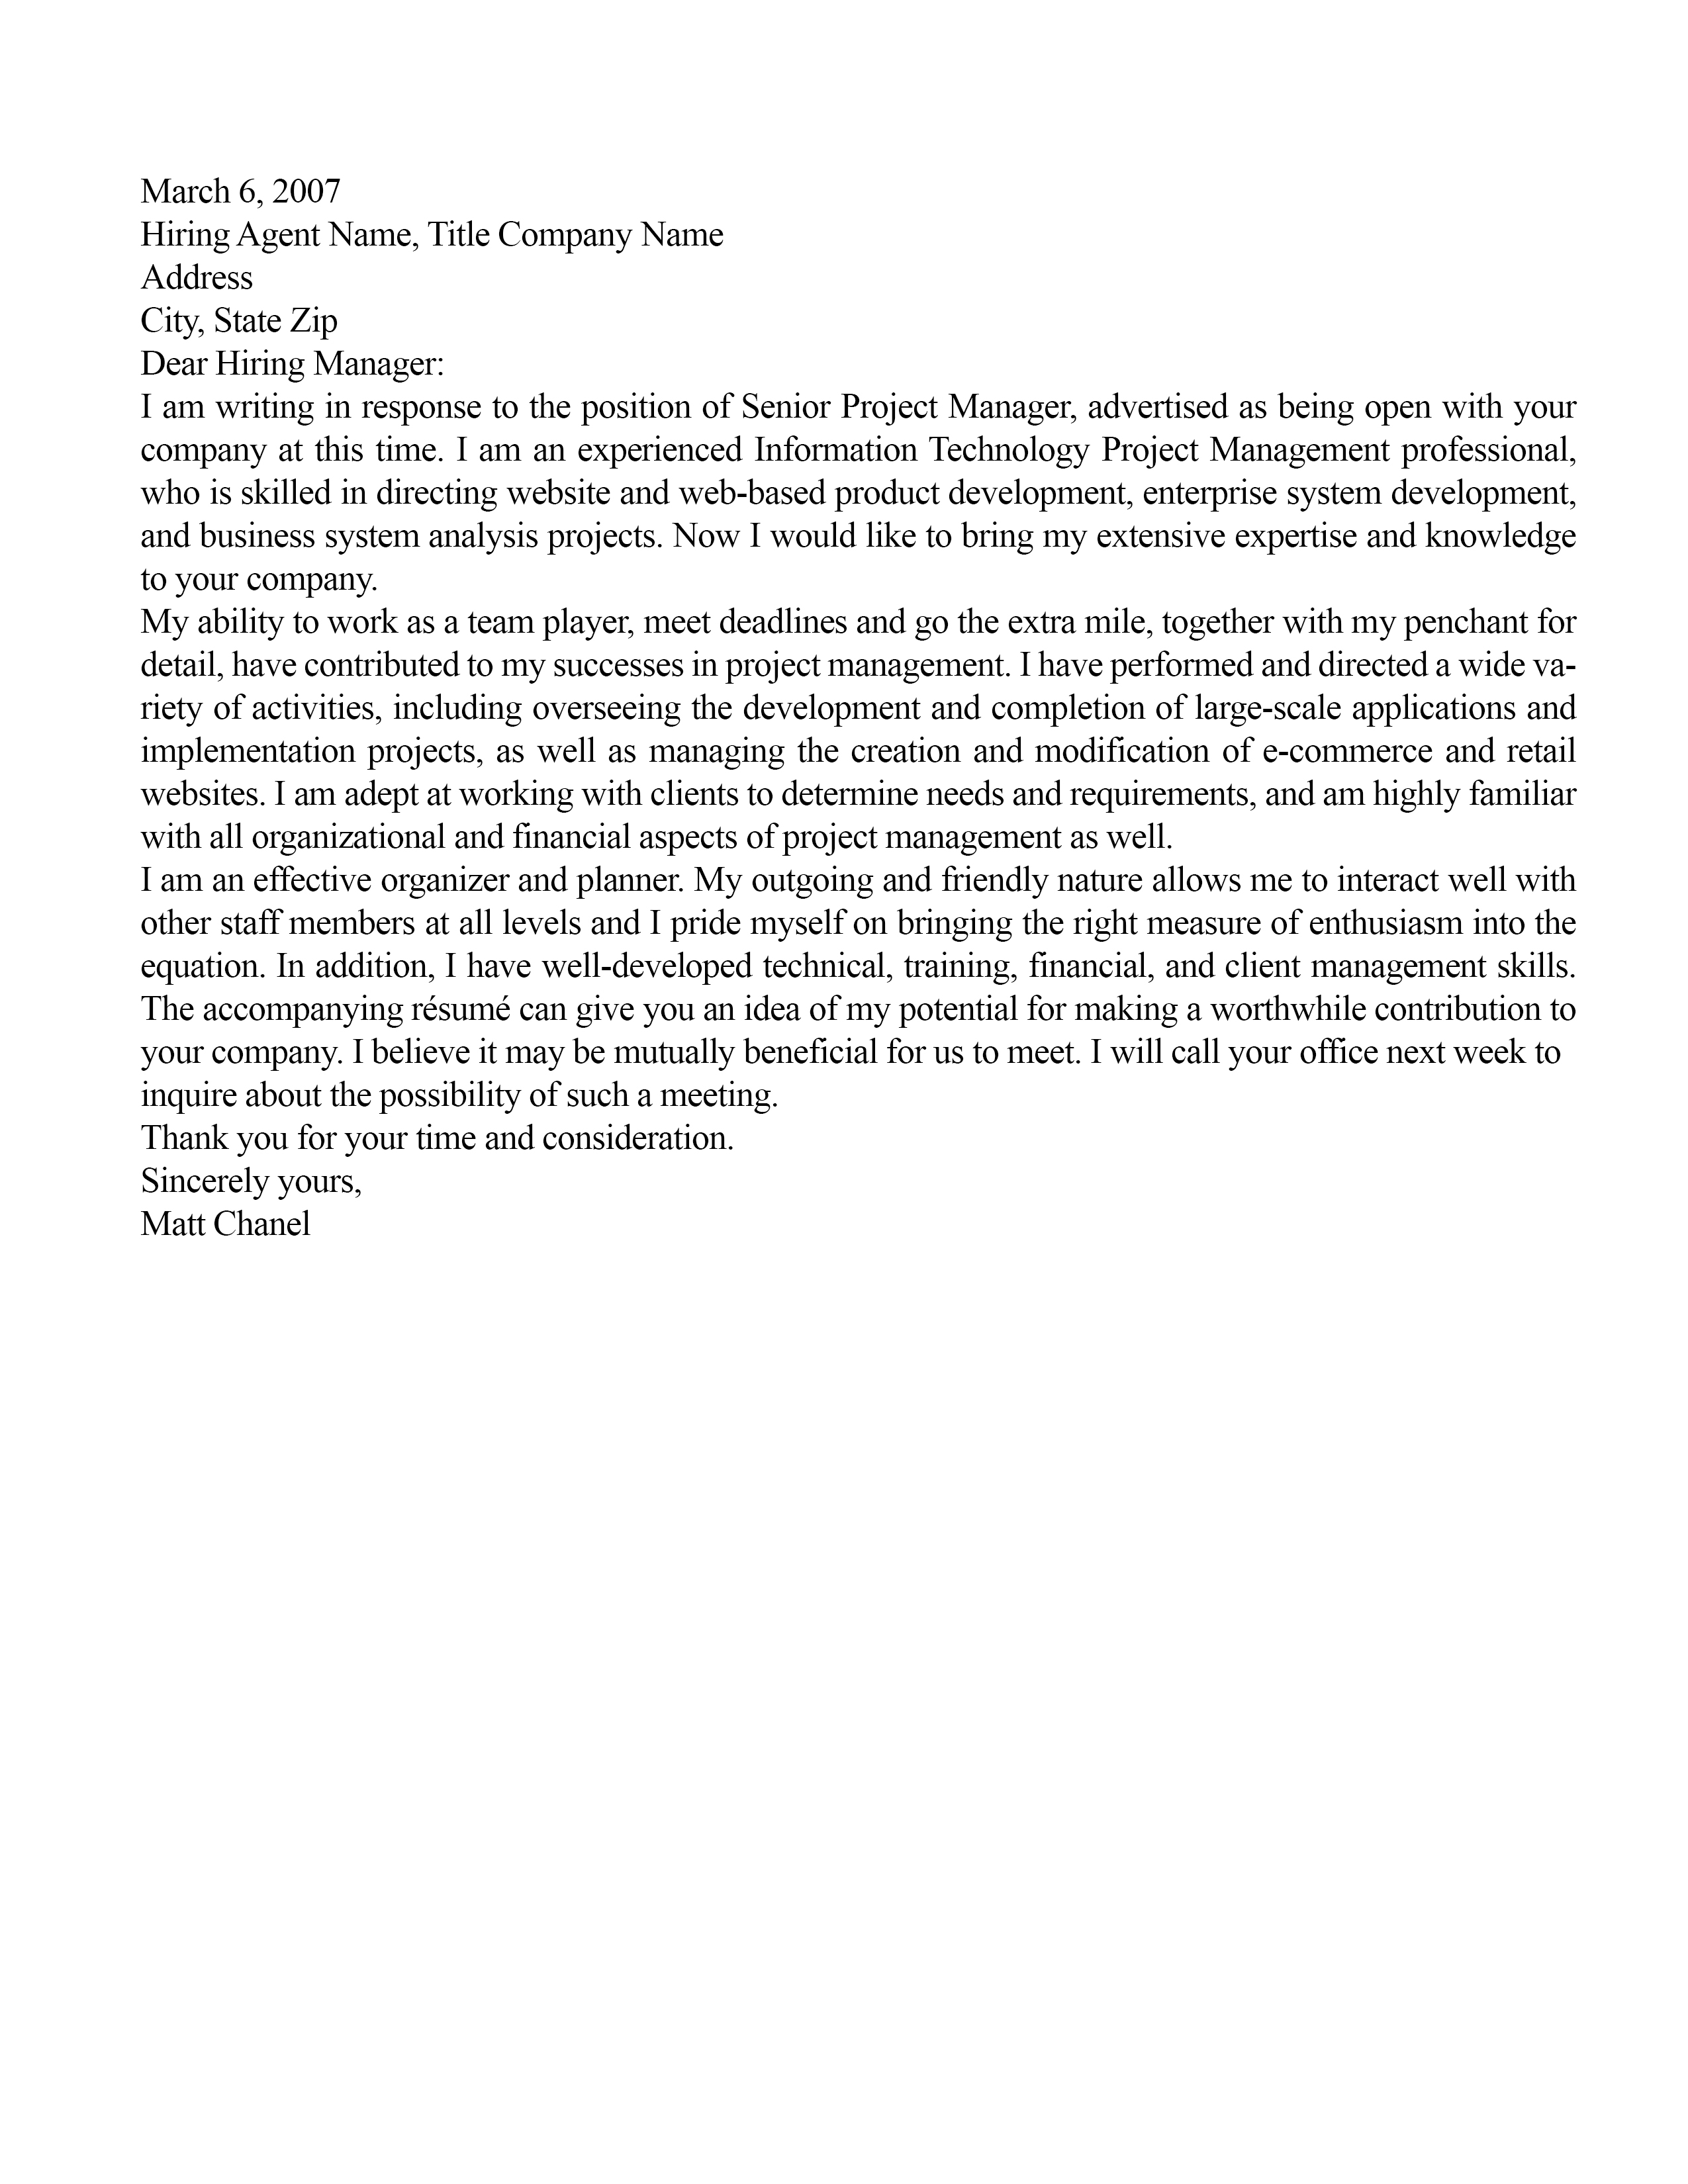 March 6, 2007
Hiring Agent Name, Title Company Name
Address
City, State Zip
Dear Hiring Manager:
I am writing in response to the position of Senior Project Manager, advertised as being open with your
company at this time. I am an experienced Information Technology Project Management professional,
who is skilled in directing website and web-based product development, enterprise system development,
and business system analysis projects. Now I would like to bring my extensive expertise and knowledge
to your company.
My ability to work as a team player, meet deadlines and go the extra mile, together with my penchant for
detail, have contributed to my successes in project management. I have performed and directed a wide va-
riety of activities, including overseeing the development and completion of large-scale applications and
implementation projects, as well as managing the creation and modification of e-commerce and retail
websites. I am adept at working with clients to determine needs and requirements, and am highly familiar
with all organizational and financial aspects of project management as well.
I am an effective organizer and planner. My outgoing and friendly nature allows me to interact well with
other staff members at all levels and I pride myself on bringing the right measure of enthusiasm into the
equation. In addition, I have well-developed technical, training, financial, and client management skills.
The accompanying résumé can give you an idea of my potential for making a worthwhile contribution to
your company. I believe it may be mutually beneficial for us to meet. I will call your office next week to
inquire about the possibility of such a meeting.
Thank you for your time and consideration.
Sincerely yours,
Matt Chanel